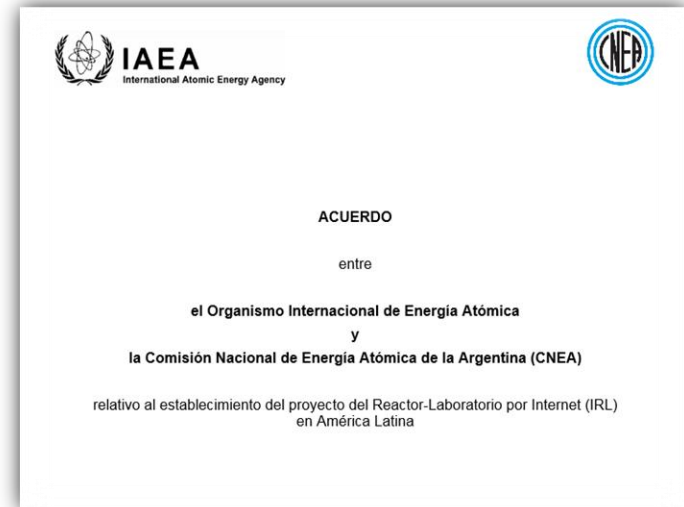 IAEA
International Atomic Energy Agency
CNEA
ACUERDO
entre
el Organismo Internacional de Energía Atómica
y
la Comisión Nacional de Energía Atómica de la Argentina (CNEA)
relativo al establecimiento del proyecto del Reactor-Laboratorio por Internet (IRL)
en América Latina